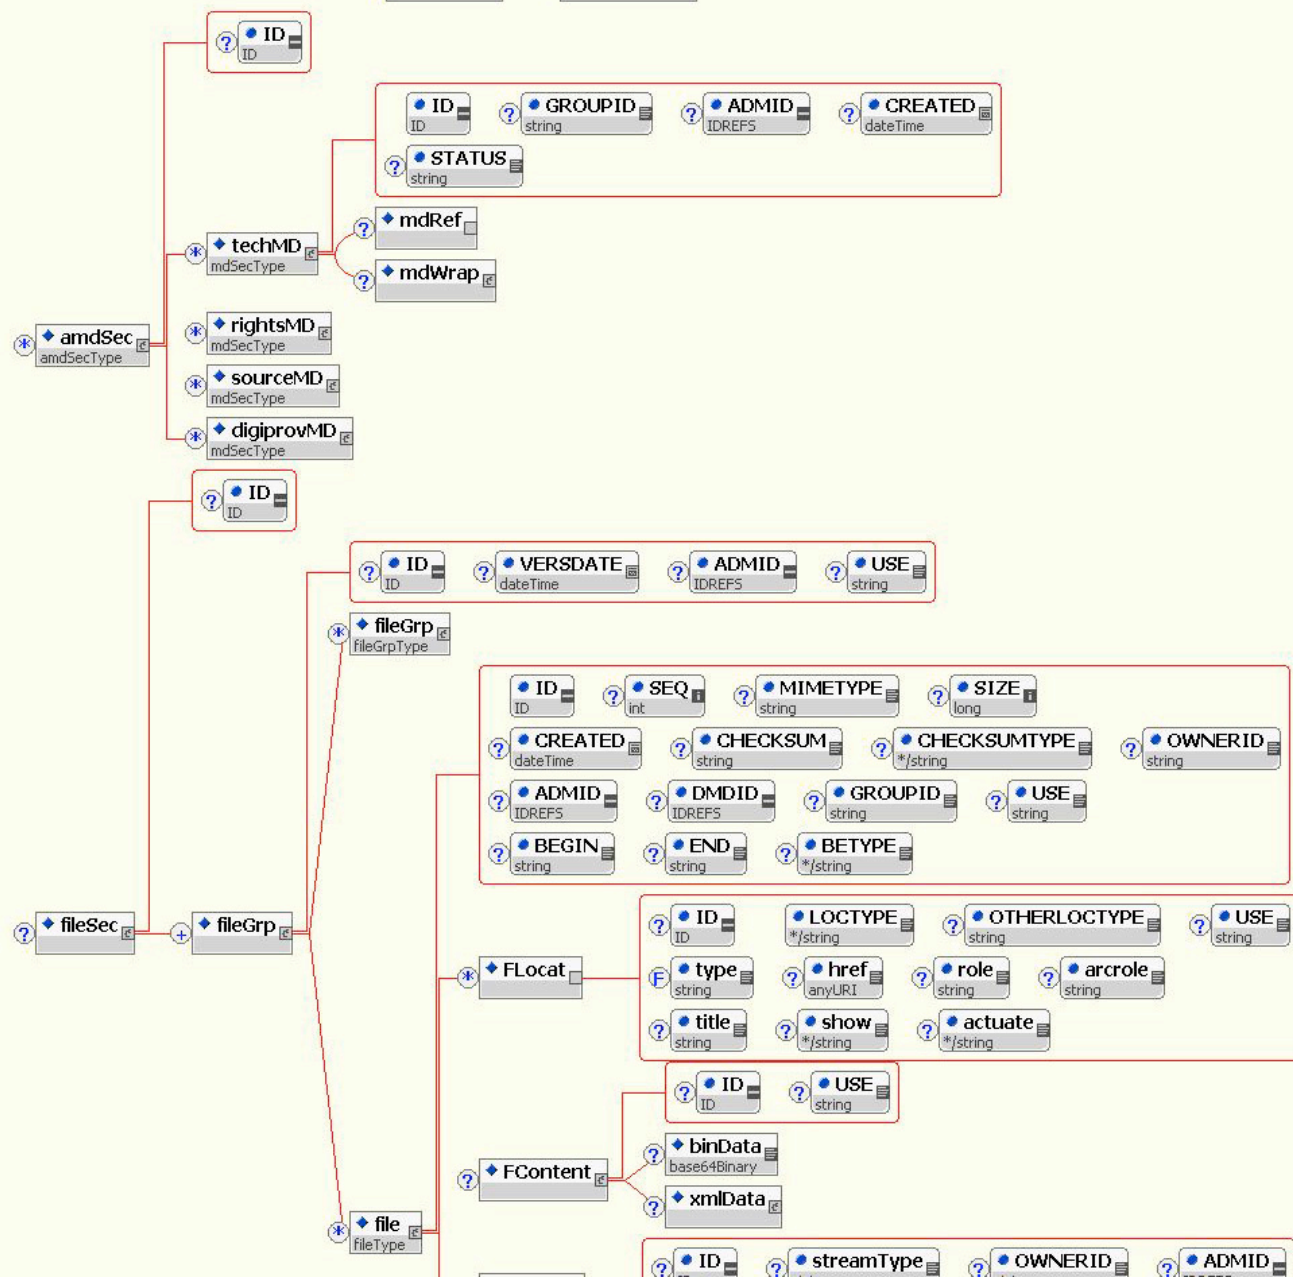 ? ID
ID
ID ? GROUPID ? ADMID ? CREATED
ID string IDREFS dateTime
? STATUS
string
? mdRef
* techMD
mdSecType
? mdWrap
* rightsMD
mdSecType
* amdSec
amdSecType
* sourceMD
mdSecType
* digiprovMD
mdSecType
? ID
ID
? ID ? VERSDATE ? ADMID ? USE
ID dateTime IDREFS string
* fileGrp
fileGrpType
ID ? SEQ ? MIMETYPE ? SIZE
ID int string long
? CREATED ? CHECKSUM ? CHECKSUMTYPE ? OWNERID
dateTime string */string string
? ADMID ? DMDID ? GROUPID ? USE
IDREFS IDREFS string string
? BEGIN ? END ? BETYPE
string string */string
? fileSec + fileGrp
? ID LOCTYPE ? OTHERLOCTYPE ? USE
ID */string string string
* FLocat
F type ? href ? role ? arcrole
string anyURI string string
? title ? show ? actuate
string */string */string
? ID ? USE
ID string
? binData
base64Binary
? FContent
? xmlData
* file
fileType
? ID ? streamType ? OWNERID ? ADMID